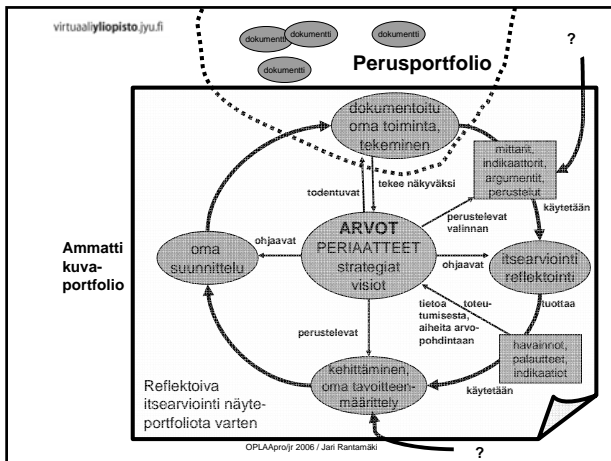 virtuaaliyliopisto.jyu.fi
dokumentti
dokumentti
dokumentti
dokumentti
?
Perusportfolio
dokumentoitu
oma toiminta,
tekeminen
mittarit,
indikaattorit,
argumentit,
perustelut
todentuvat
tekee näkyväksi
käytetään
perustelevat
valinnan
ARVOT
PERIAATTEET
strategiat
visiot
Ammatti
kuva-
portfolio
oma
suunnittelu
ohjaavat
ohjaavat
itsearviointi
reflektointi
tietoa toteu-
tumisesta,
aiheita arvo-
pohdintaan
tuottaa
perustelevat
havainnot,
palautteet,
indikaatiot
kehittäminen,
oma tavoitteen-
määrittely
käytetään
Reflektoiva
itsearviointi näyte-
portfoliota varten
OPLAApro/jr 2006 / Jari Rantamäki
?